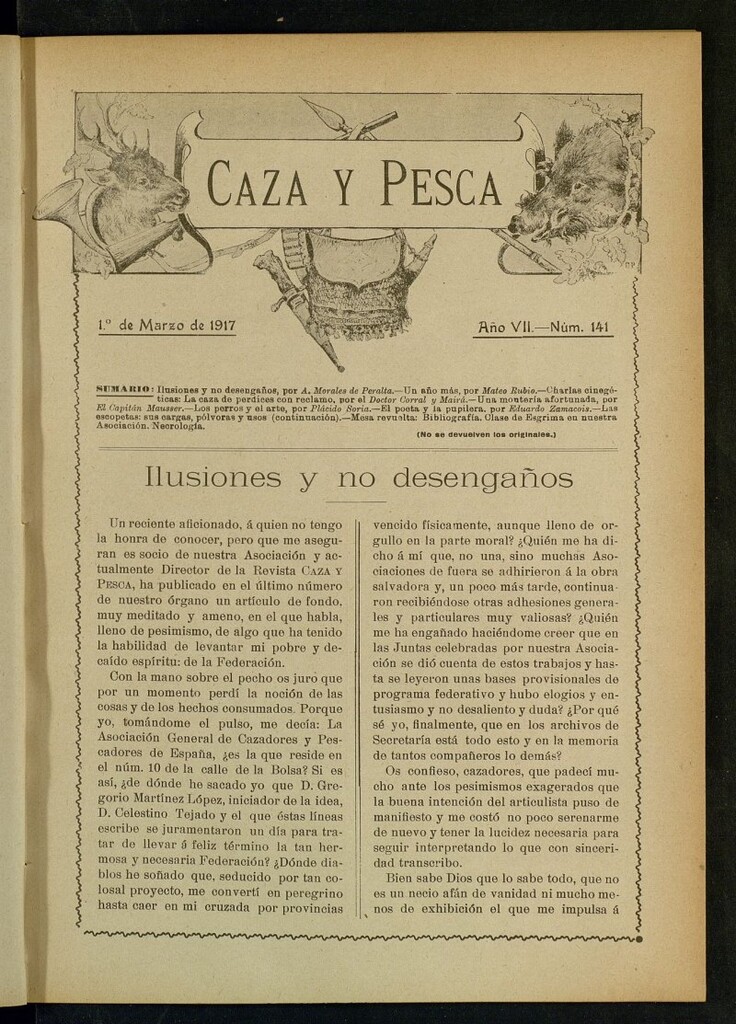 CAZA Y PESCA
1.º de Marzo de 1917
Año VII.—Núm. 141
SUMARIO: Ilusiones y no desengaños, por A. Morales de Peralta.—Un año más, por Mateo Rubio.—Charlas cinegé-
ticas: La caza de perdices con reclamo, por el Doctor Corral y Mairá.—Una montería afortunada, por
El Capitán Mausser.—Los perros y el arte, por Plácido Soria.—El poeta y la pupilera, por Eduardo Zamacois.—Las
escopetas: sus cargas, pólvoras y usos (continuación).—Mesa revuelta: Bibliografía. Clase de Esgrima en nuestra
Asociación. Necrología.
(No se devuelven los originales.)
Ilusiones y no desengaños
Un reciente aficionado, á quien no tengo
la honra de conocer, pero que me asegu-
ran es socio de nuestra Asociación y ac-
tualmente Director de la Revista CAZA Y
PESCA, ha publicado en el último número
de nuestro órgano un artículo de fondo,
muy meditado y ameno, en el que habla,
lleno de pesimismo, de algo que ha tenido
la habilidad de levantar mi pobre y de-
caído espíritu: de la Federación.
Con la mano sobre el pecho os juro que
por un momento perdí la noción de las
cosas y de los hechos consumados. Porque
yo, tomándome el pulso, me decía: La
Asociación General de Cazadores y Pes-
cadores de España, ¿es la que reside en
el núm. 10 de la calle de la Bolsa? Si es
así, ¿de dónde he sacado yo que D. Gre-
gorio Martínez López, iniciador de la idea,
D. Celestino Tejado y el que éstas líneas
escribe se juramentaron un día para tra-
tar de llevar á feliz término la tan her-
mosa y necesaria Federación? ¿Dónde dia-
blos he soñado que, seducido por tan co-
losal proyecto, me convertí en peregrino
hasta caer en mi cruzada por provincias
vencido físicamente, aunque lleno de or-
gullo en la parte moral? ¿Quién me ha di-
cho á mí que, no una, sino muchas Aso-
ciaciones de fuera se adhirieron á la obra
salvadora y, un poco más tarde, continua-
ron recibiéndose otras adhesiones genera-
les y particulares muy valiosas? ¿Quién
me ha engañado haciéndome creer que en
las Juntas celebradas por nuestra Asocia-
ción se dió cuenta de estos trabajos y has-
ta se leyeron unas bases provisionales de
programa federativo y hubo elogios y en-
tusiasmo y no desaliento y duda? ¿Por qué
sé yo, finalmente, que en los archivos de
Secretaría está todo esto y en la memoria
de tantos compañeros lo demás?
Os confieso, cazadores, que padecí mu-
cho ante los pesimismos exagerados que
la buena intención del articulista puso de
manifiesto y me costó no poco serenarme
de nuevo y tener la lucidez necesaria para
seguir interpretando lo que con sinceri-
dad transcribo.
Bien sabe Dios que lo sabe todo, que no
es un necio afán de vanidad ni mucho me-
nos de exhibición el que me impulsa á